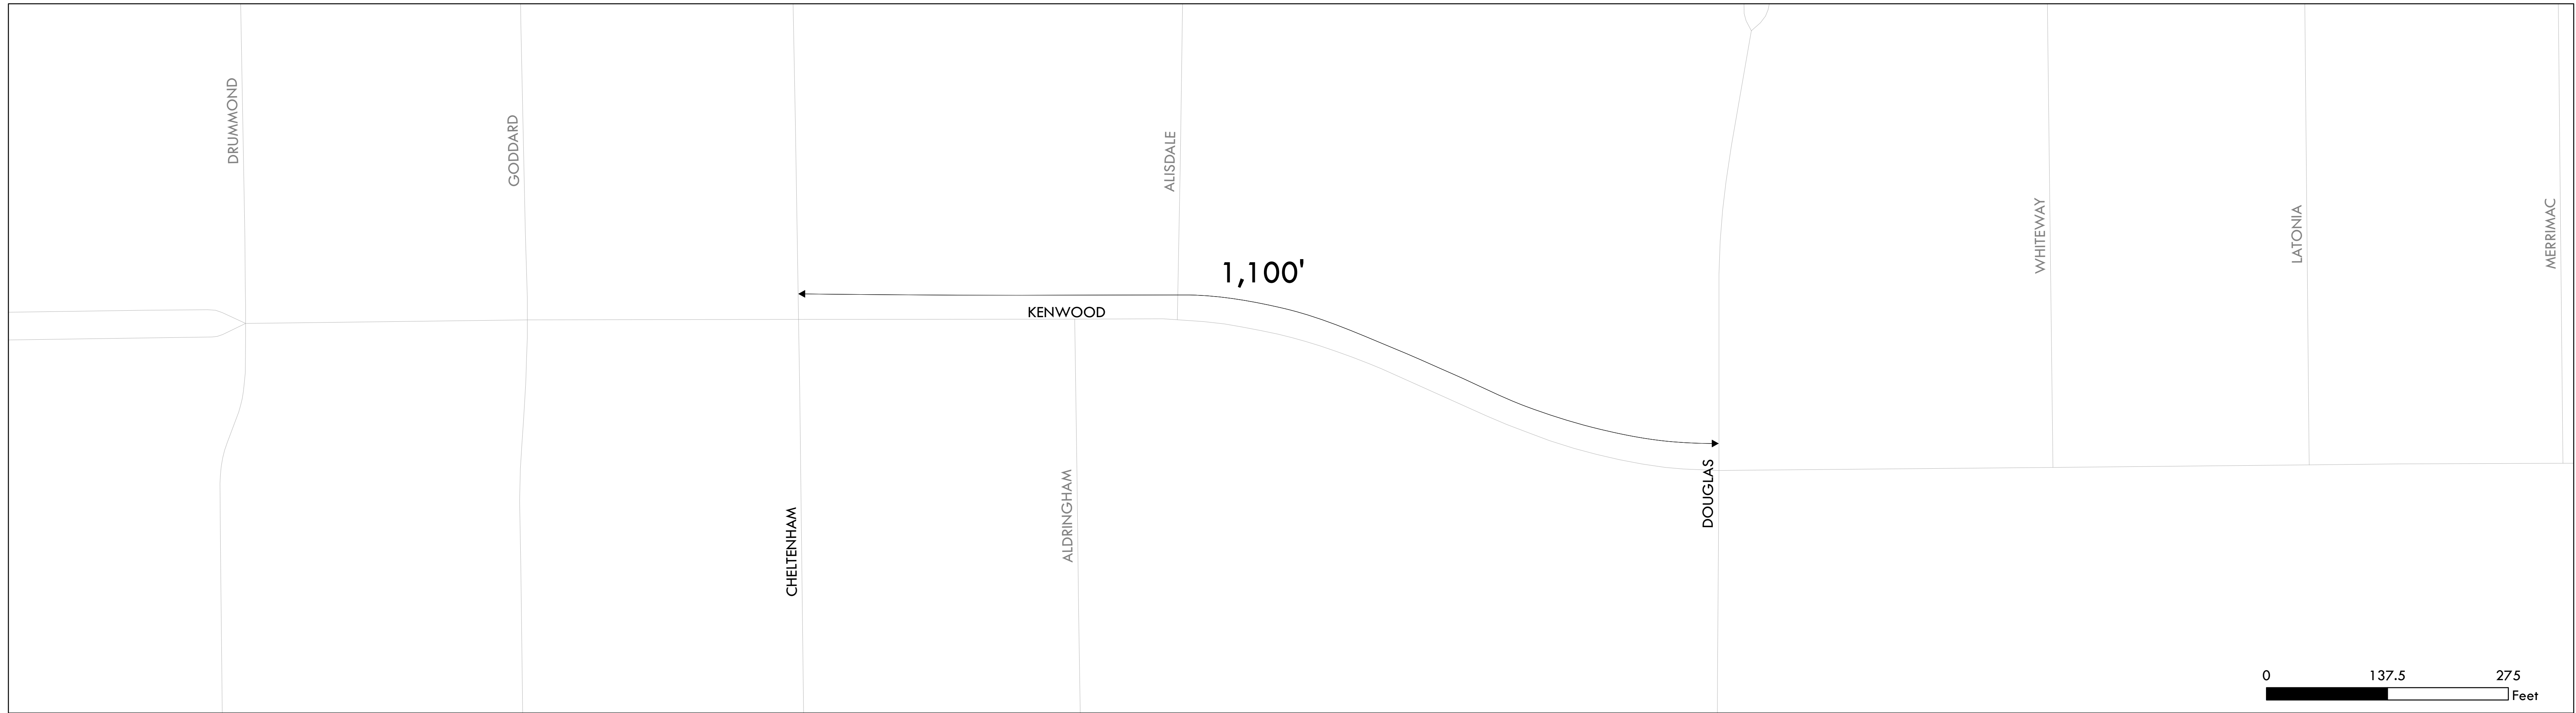 DRUMMOND
GODDARD
ALISDALE
WHITEWAY
LATONIA
MERRIMAC
1,100'
KENWOOD
CHELTENHAM
ALDRINGHAM
DOUGLAS
0 137.5 275
Feet